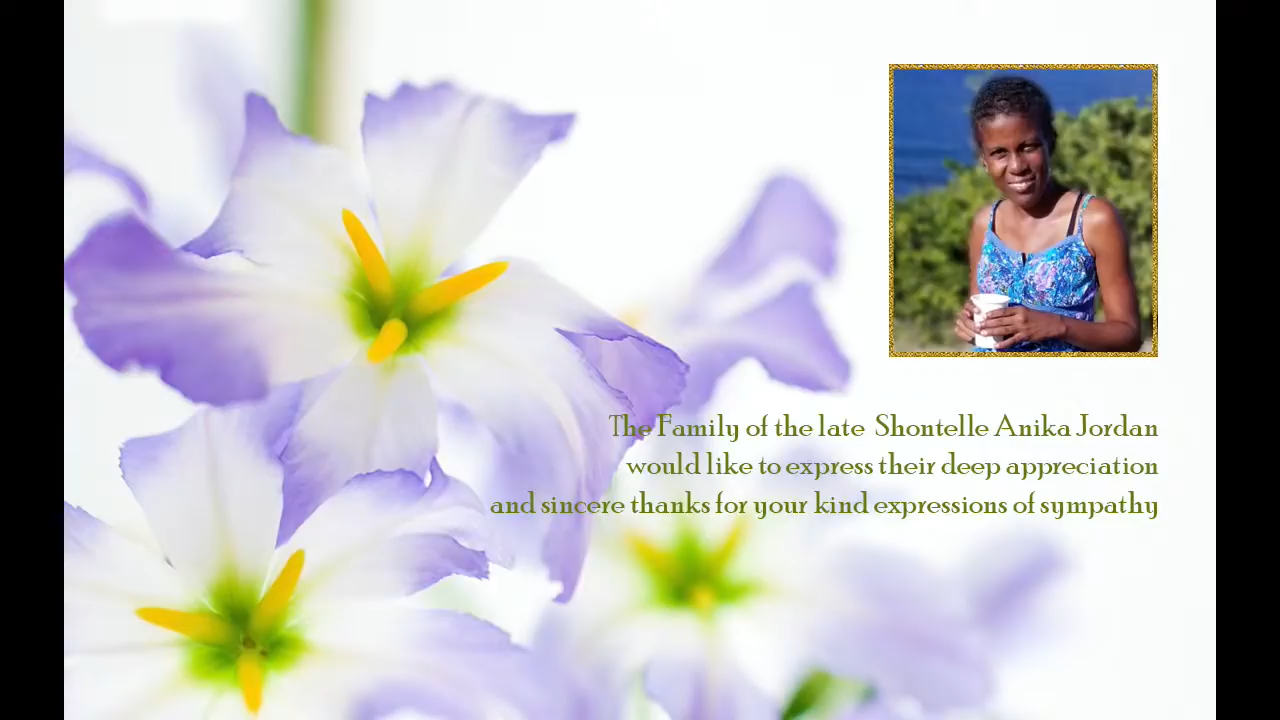 The Family of the late Shontelle Anika Jordan
would like to express their deep appreciation
and sincere thanks for your kind expressions of sympathy